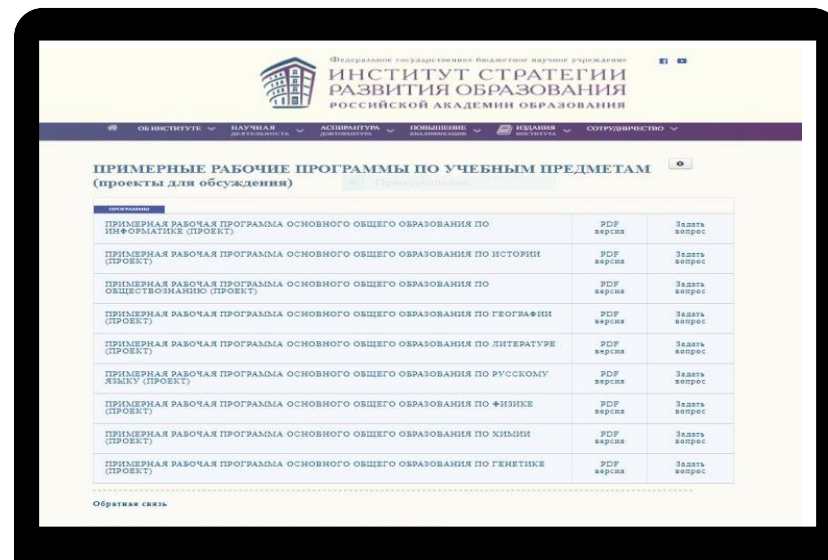 Федеральное государственное бюджетное научное учреждение
ИНСТИТУТ СТРАТЕГИИ
РАЗВИТИЯ ОБРАЗОВАНИЯ
РОССИЙСКОЙ АКАДЕМИИ ОБРАЗОВАНИЯ
ОБ ИНСТИТУТЕ НАУЧНАЯ ДЕЯТЕЛЬНОСТЬ АСПИРАНТУРА ДОКТОРАНТУРА ПОВЫШЕНИЕ КВАЛИФИКАЦИИ ИЗДАНИЯ ИНСТИТУТА СОТРУДНИЧЕСТВО
ПРИМЕРНЫЕ РАБОЧИЕ ПРОГРАММЫ ПО УЧЕБНЫМ ПРЕДМЕТАМ
(проекты для обсуждения)
ПРОГРАММЫ
ПРИМЕРНАЯ РАБОЧАЯ ПРОГРАММА ОСНОВНОГО ОБЩЕГО ОБРАЗОВАНИЯ ПО PDF Задать
ИНФОРМАТИКЕ (ПРОЕКТ) версия вопрос
ПРИМЕРНАЯ РАБОЧАЯ ПРОГРАММА ОСНОВНОГО ОБЩЕГО ОБРАЗОВАНИЯ ПО ИСТОРИИ PDF Задать
(ПРОЕКТ) версия вопрос
ПРИМЕРНАЯ РАБОЧАЯ ПРОГРАММА ОСНОВНОГО ОБЩЕГО ОБРАЗОВАНИЯ ПО PDF Задать
ОБЩЕСТВОЗНАНИЮ (ПРОЕКТ) версия вопрос
ПРИМЕРНАЯ РАБОЧАЯ ПРОГРАММА ОСНОВНОГО ОБЩЕГО ОБРАЗОВАНИЯ ПО ГЕОГРАФИИ PDF Задать
(ПРОЕКТ) версия вопрос
ПРИМЕРНАЯ РАБОЧАЯ ПРОГРАММА ОСНОВНОГО ОБЩЕГО ОБРАЗОВАНИЯ ПО ЛИТЕРАТУРЕ PDF Задать
(ПРОЕКТ) версия вопрос
ПРИМЕРНАЯ РАБОЧАЯ ПРОГРАММА ОСНОВНОГО ОБЩЕГО ОБРАЗОВАНИЯ ПО РУССКОМУ PDF Задать
ЯЗЫКУ (ПРОЕКТ) версия вопрос
ПРИМЕРНАЯ РАБОЧАЯ ПРОГРАММА ОСНОВНОГО ОБЩЕГО ОБРАЗОВАНИЯ ПО ФИЗИКЕ PDF Задать
(ПРОЕКТ) версия вопрос
ПРИМЕРНАЯ РАБОЧАЯ ПРОГРАММА ОСНОВНОГО ОБЩЕГО ОБРАЗОВАНИЯ ПО ХИМИИ PDF Задать
(ПРОЕКТ) версия вопрос
ПРИМЕРНАЯ РАБОЧАЯ ПРОГРАММА ОСНОВНОГО ОБЩЕГО ОБРАЗОВАНИЯ ПО ГЕНЕТИКЕ PDF Задать
(ПРОЕКТ) версия вопрос
Обратная связь